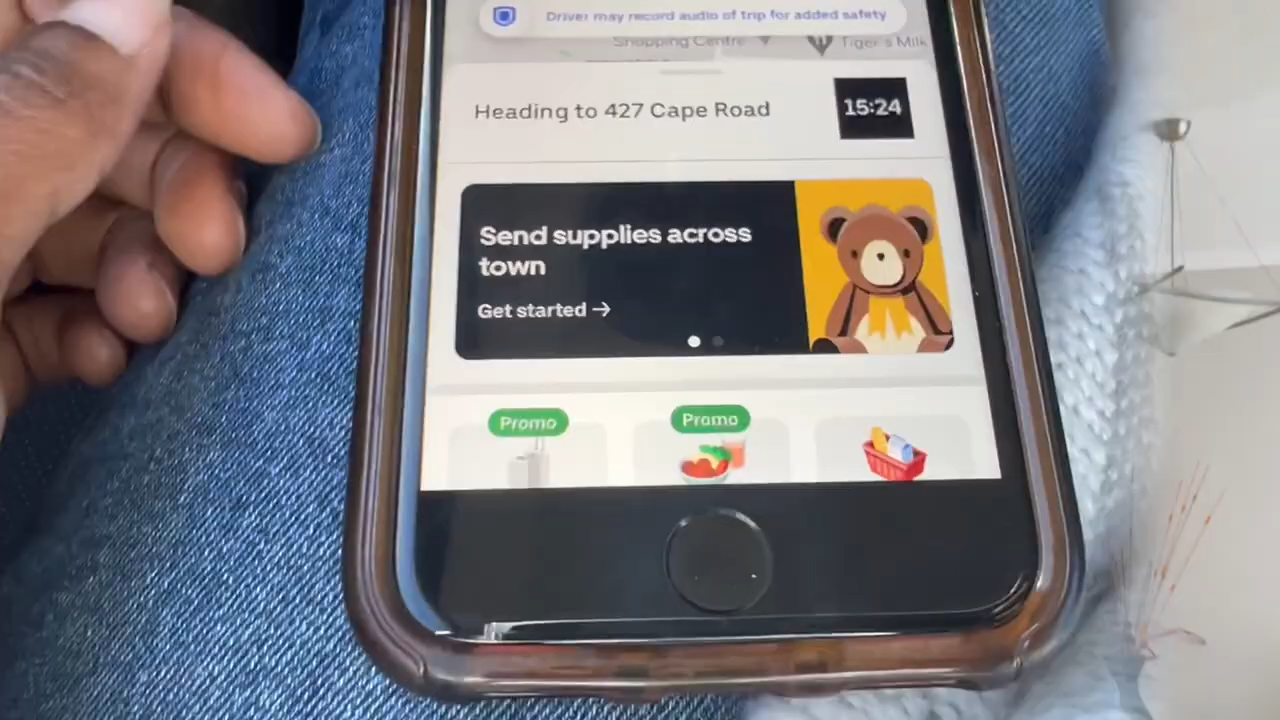 Driver may record audio of trip for added safety
Shopping Centre
Tiger's Milk
Heading to 427 Cape Road
15:24
Send supplies across
town
Get started →
Promo
Promo